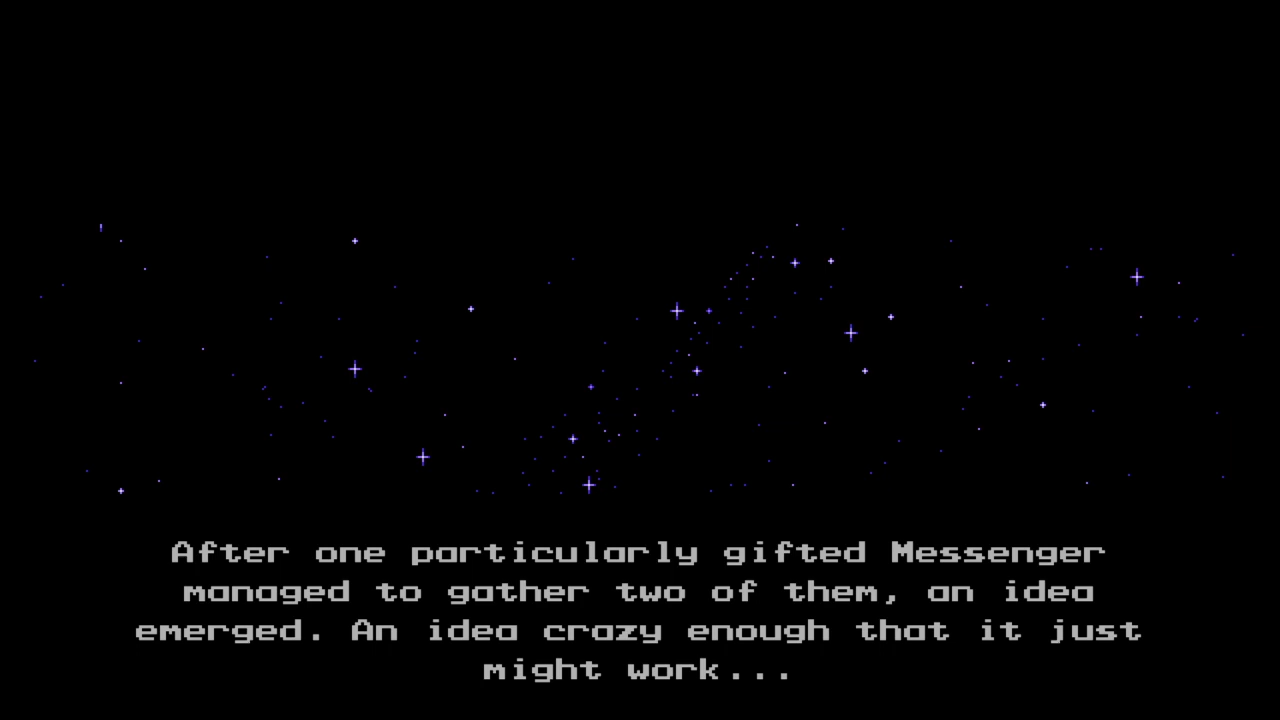 After one particularly gifted Messenger
managed to gather two of them, an idea
emerged. An idea crazy enough that it just
might work...